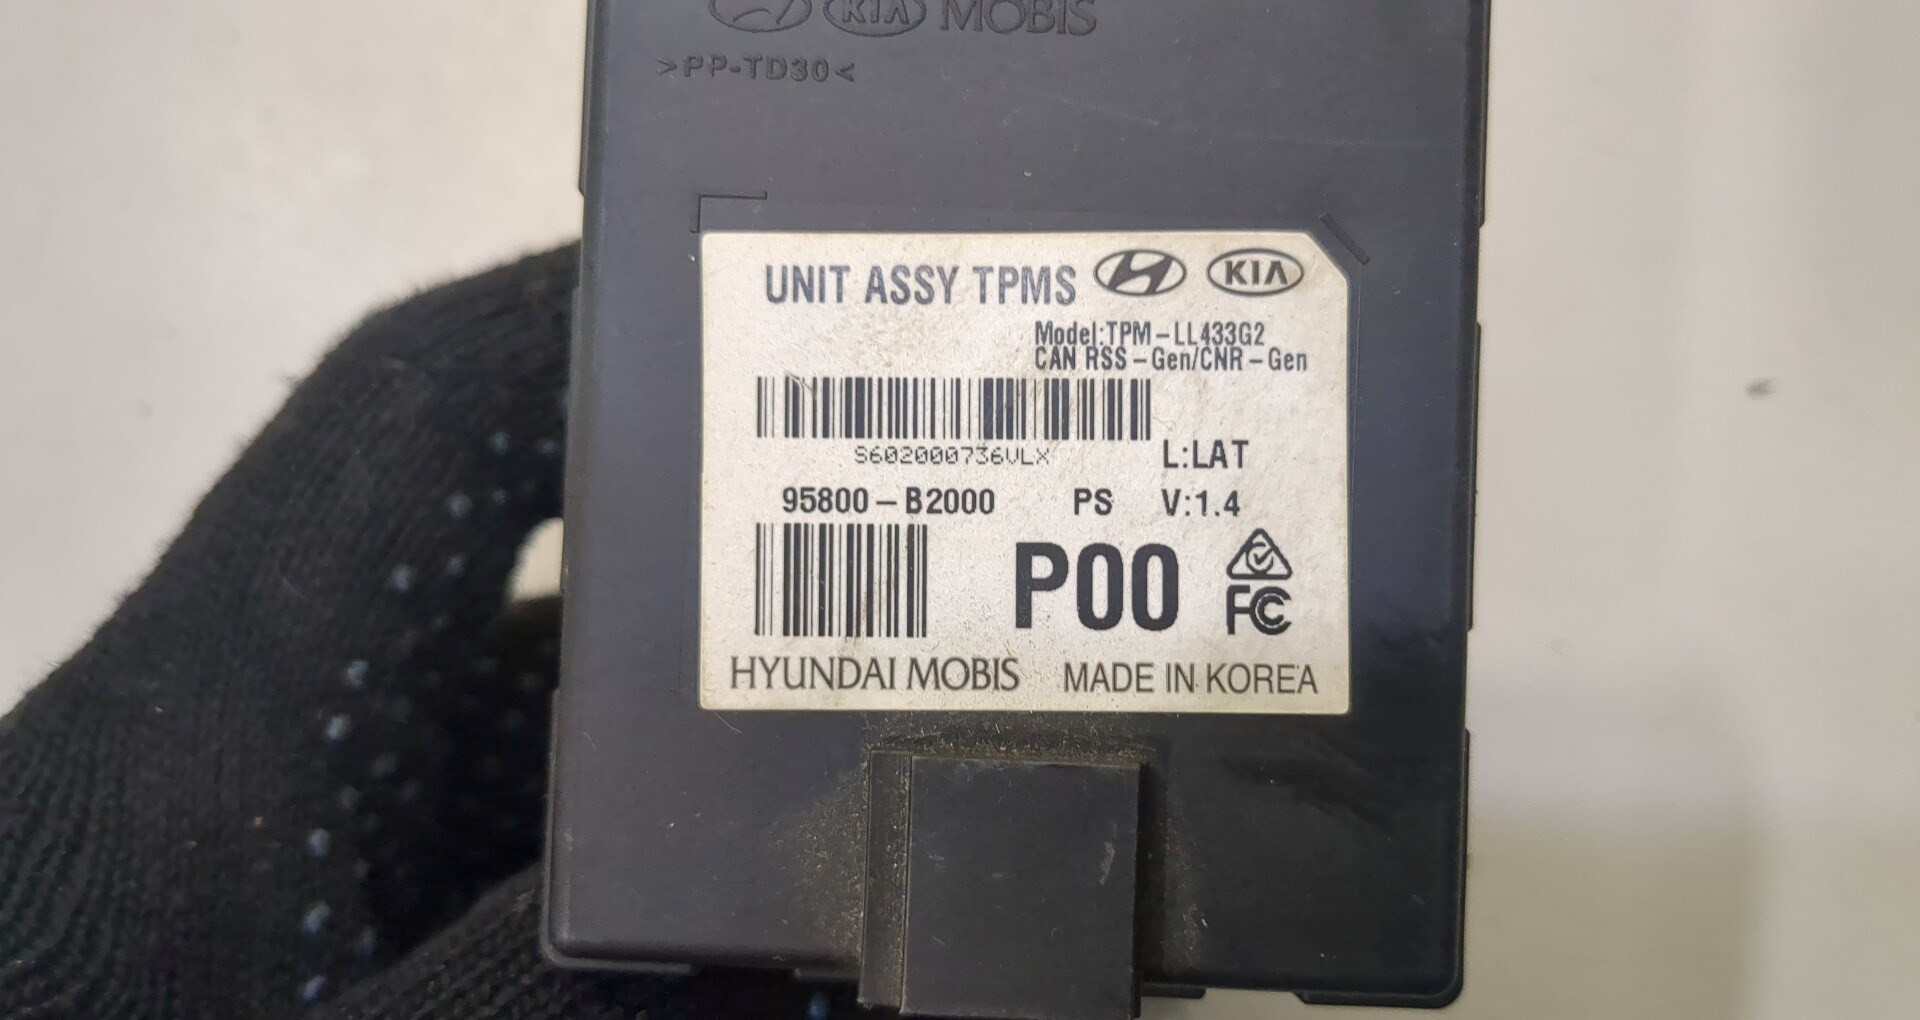 KIA MOBIS
>PP-TD30<
UNIT ASSY TPMS KIA
Model:TPM-LL433G2
CAN RSS-Gen/CNR-Gen
S602000736VLX
L:LAT
95800-B2000 PS V:1.4
P00
FC
HYUNDAI MOBIS MADE IN KOREA